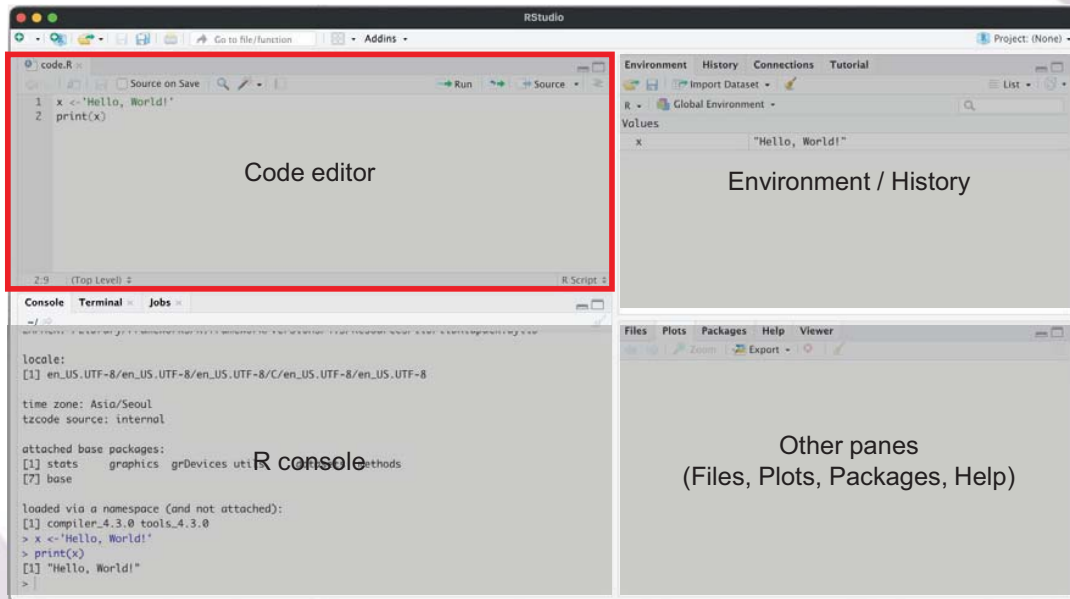 RStudio
Go to file/function Addins Project: (None)
code.R
Source on Save Run Source
1 x <-'Hello, World!'
2 print(x)
Code editor
2:9 (Top Level) R Script
Environment History Connections Tutorial
Import Dataset List
R Global Environment
Values
x "Hello, World!"
Environment / History
Console Terminal Jobs
~/
locale:
[1] en_US.UTF-8/en_US.UTF-8/en_US.UTF-8/C/en_US.UTF-8/en_US.UTF-8
time zone: Asia/Seoul
tzcode source: internal
attached base packages:
[1] stats graphics grDevices utils datasets methods
[7] base
R console
loaded via a namespace (and not attached):
[1] compiler_4.3.0 tools_4.3.0
> x <-'Hello, World!'
> print(x)
[1] "Hello, World!"
>
Files Plots Packages Help Viewer
Zoom Export
Other panes
(Files, Plots, Packages, Help)